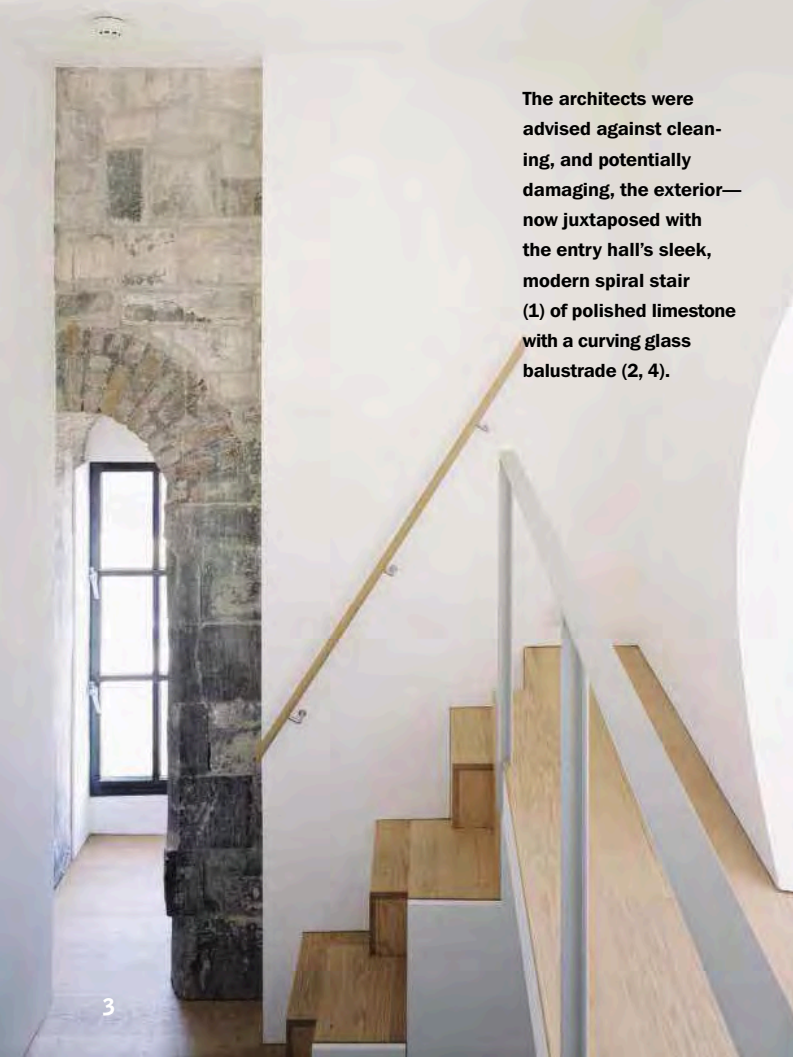 The architects were
advised against clean-
ing, and potentially
damaging, the exterior—
now juxtaposed with
the entry hall’s sleek,
modern spiral stair
(1) of polished limestone
with a curving glass
balustrade (2, 4).
3